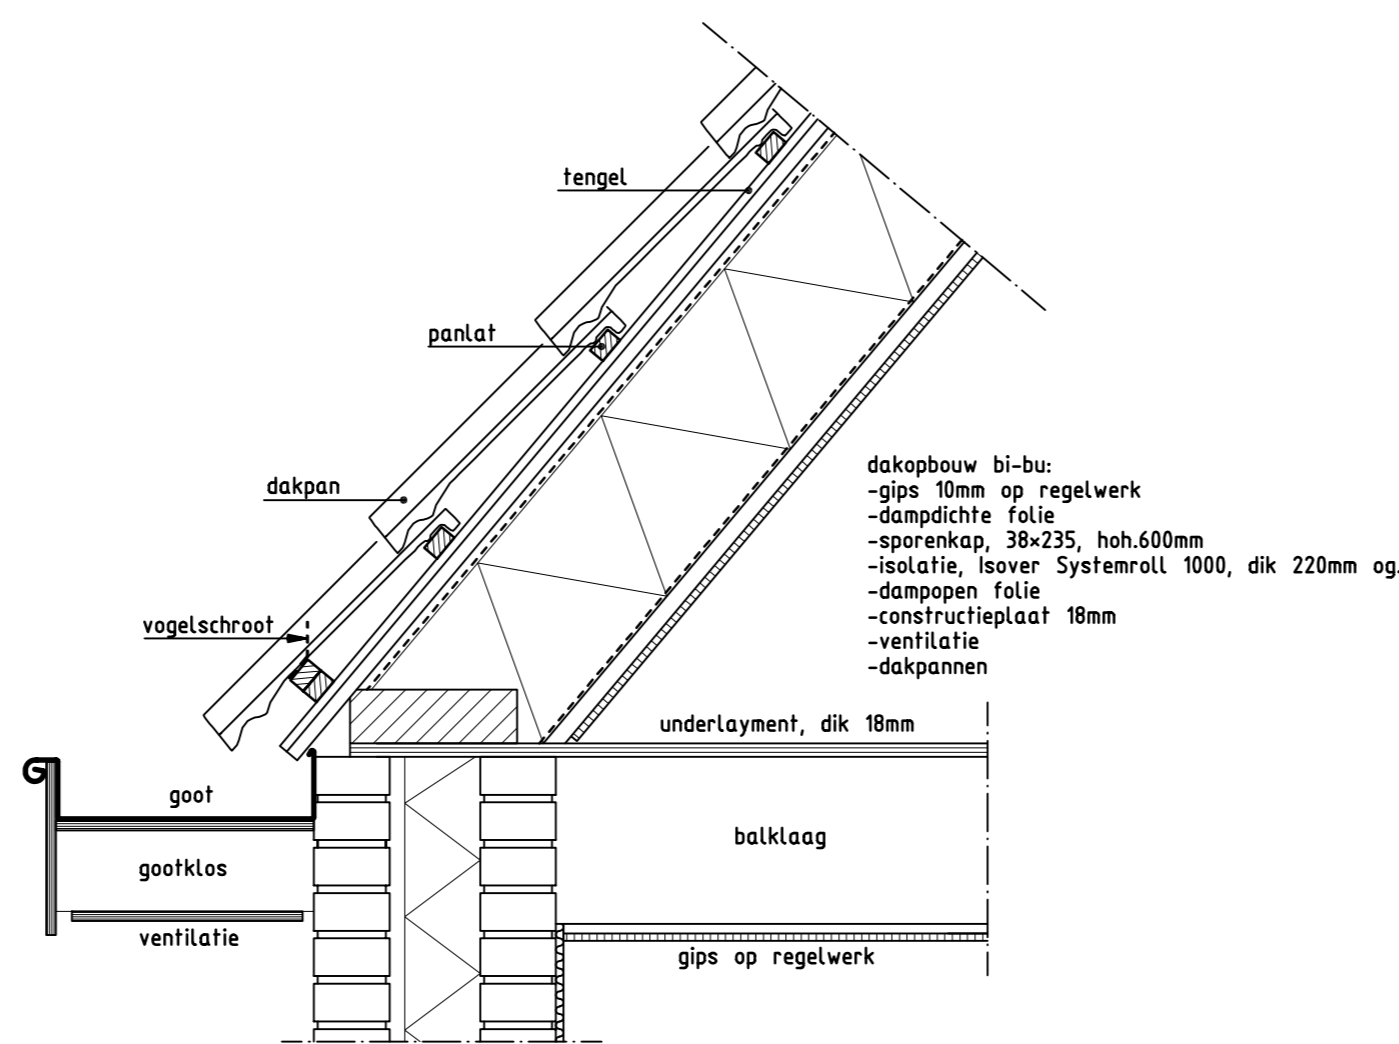 tengel
panlat
dakpan
vogelschroot
dakopbouw bi-bu:
-gips 10mm op regelwerk
-dampdichte folie
-sporenkap, 38×235, hoh.600mm
-isolatie, Isover Systemroll 1000, dik 220mm og.
-dampopen folie
-constructieplaat 18mm
-ventilatie
-dakpannen
underlayment, dik 18mm
goot
balklaag
gootklos
ventilatie
gips op regelwerk